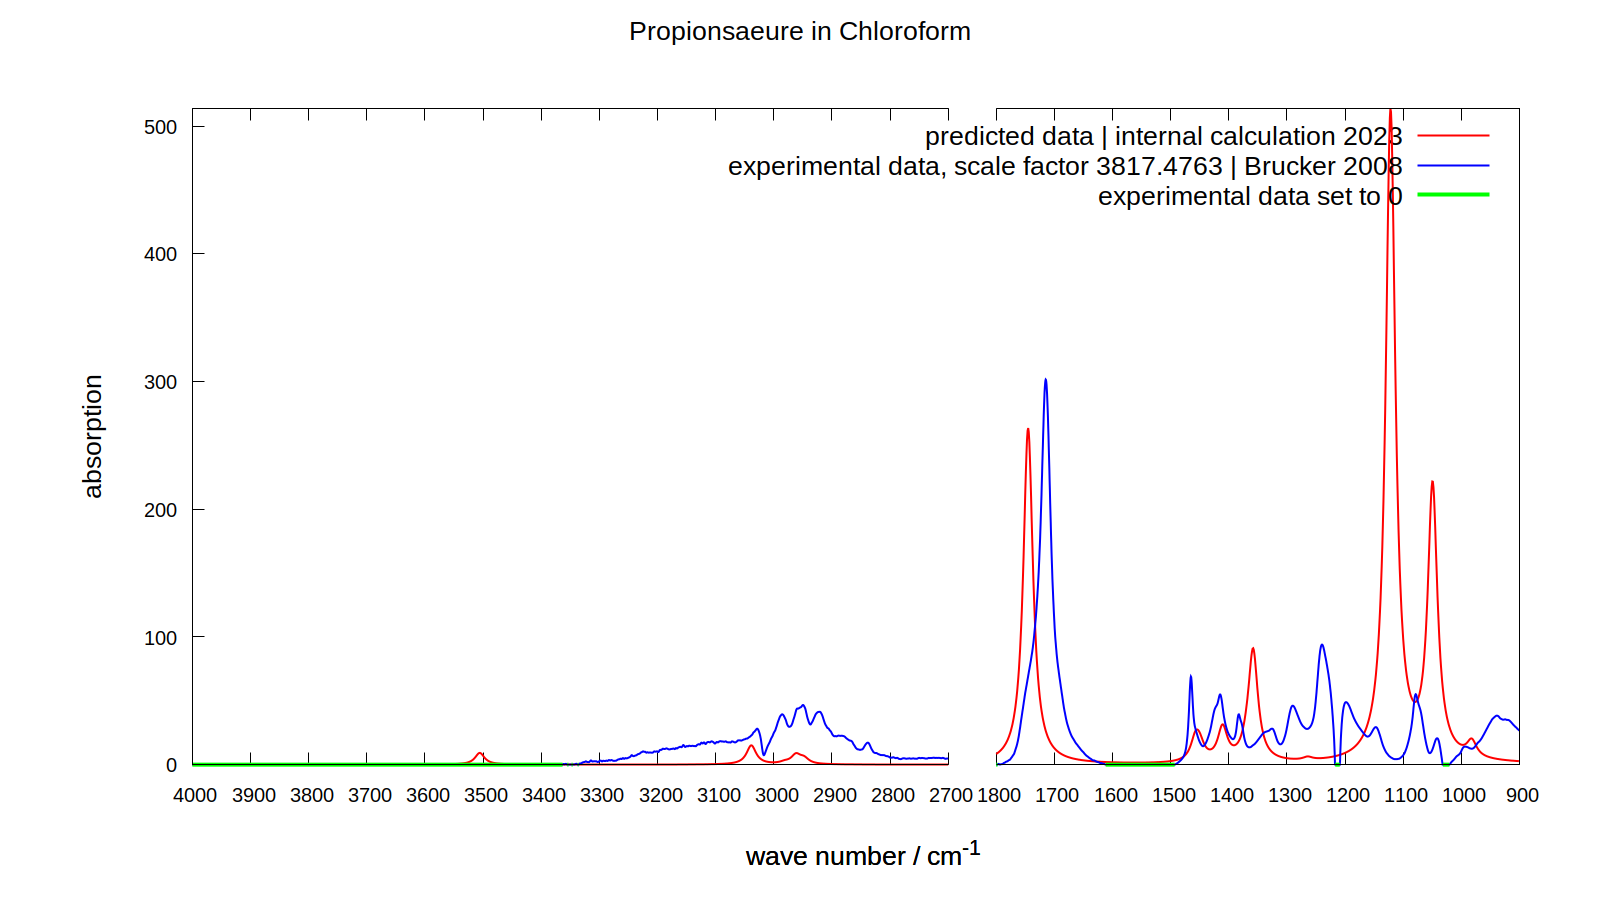 Propionsaeure in Chloroform
predicted data | internal calculation 2023
experimental data, scale factor 3817.4763 | Brucker 2008
experimental data set to 0
500
400
300
200
100
0
absorption
4000 3900 3800 3700 3600 3500 3400 3300 3200 3100 3000 2900 2800 2700 1800 1700 1600 1500 1400 1300 1200 1100 1000 900
wave number / cm-1